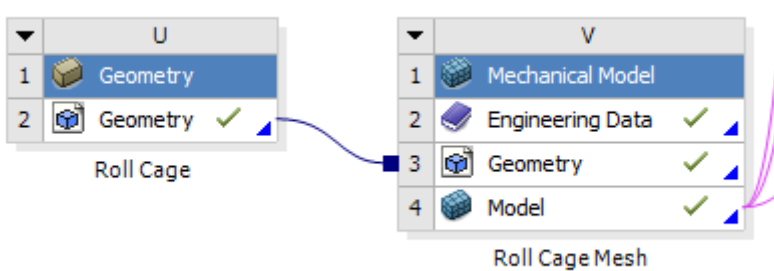 U
1 Geometry
2 Geometry
Roll Cage
V
1 Mechanical Model
2 Engineering Data
3 Geometry
4 Model
Roll Cage Mesh